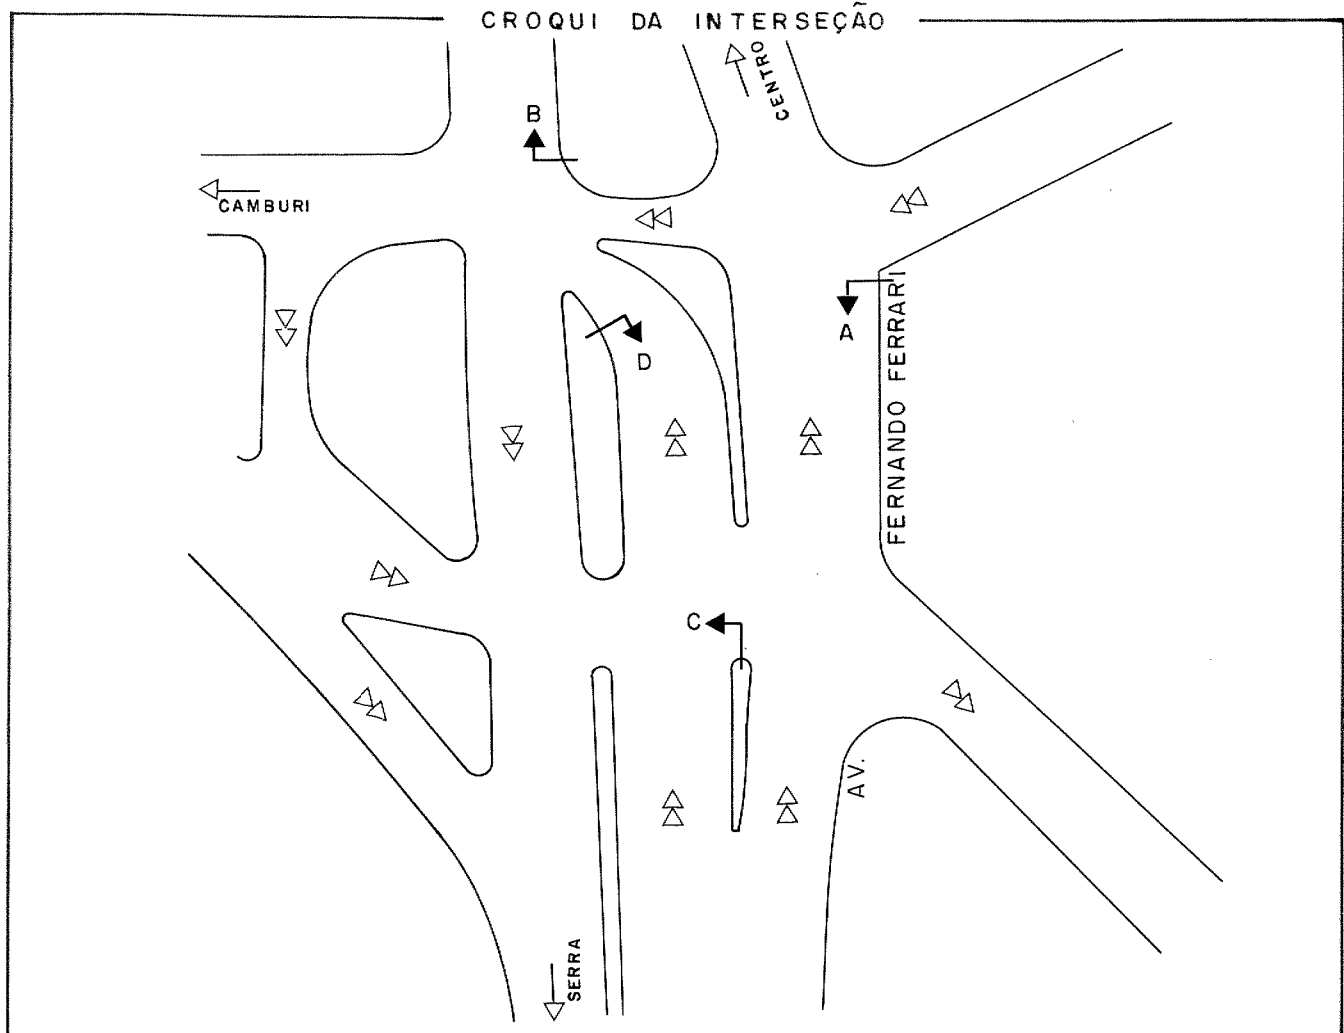 CROQUI DA INTERSEÇÃO
CENTRO
B
CAMBURI
A
FERNANDO FERRARI
D
C
AV.
SERRA